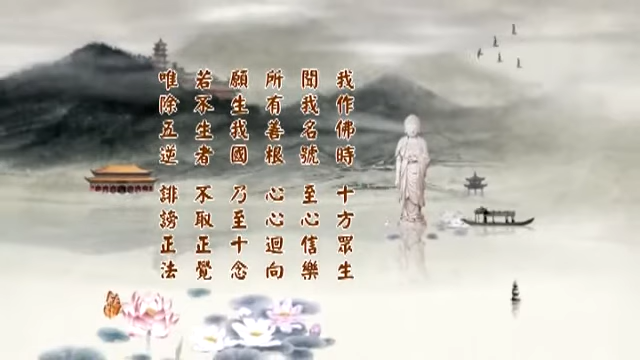 我作佛時 十方眾生
聞我名號 至心信樂
所有善根 心心迴向
願生我國 乃至十念
若不生者 不取正覺
唯除五逆 誹謗正法